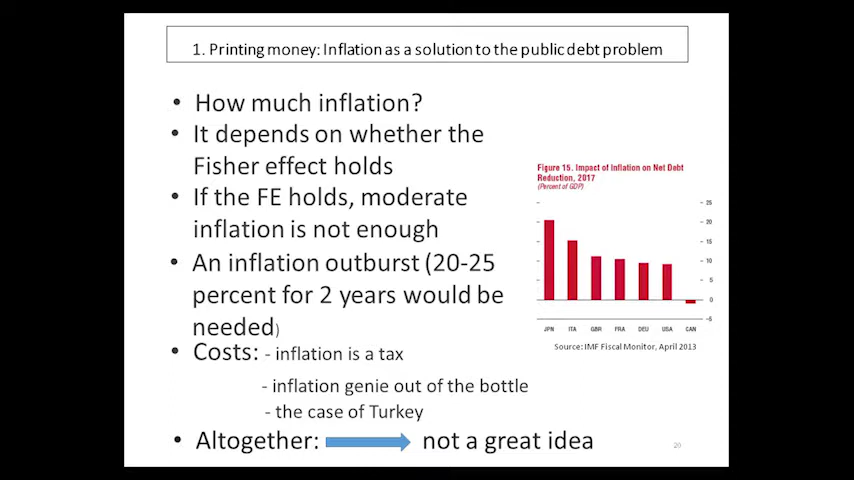 1. Printing money: Inflation as a solution to the public debt problem
• How much inflation?
• It depends on whether the
Fisher effect holds
• If the FE holds, moderate
inflation is not enough
• An inflation outburst (20-25
percent for 2 years would be
needed)
• Costs: - inflation is a tax
- inflation genie out of the bottle
- the case of Turkey
• Altogether: not a great idea
Figure 15. Impact of Inflation on Net Debt
Reduction, 2017
(Percent of GDP)
25
20
15
10
5
0
-5
JPN ITA GBR FRA DEU USA CAN
Source: IMF Fiscal Monitor, April 2013
20